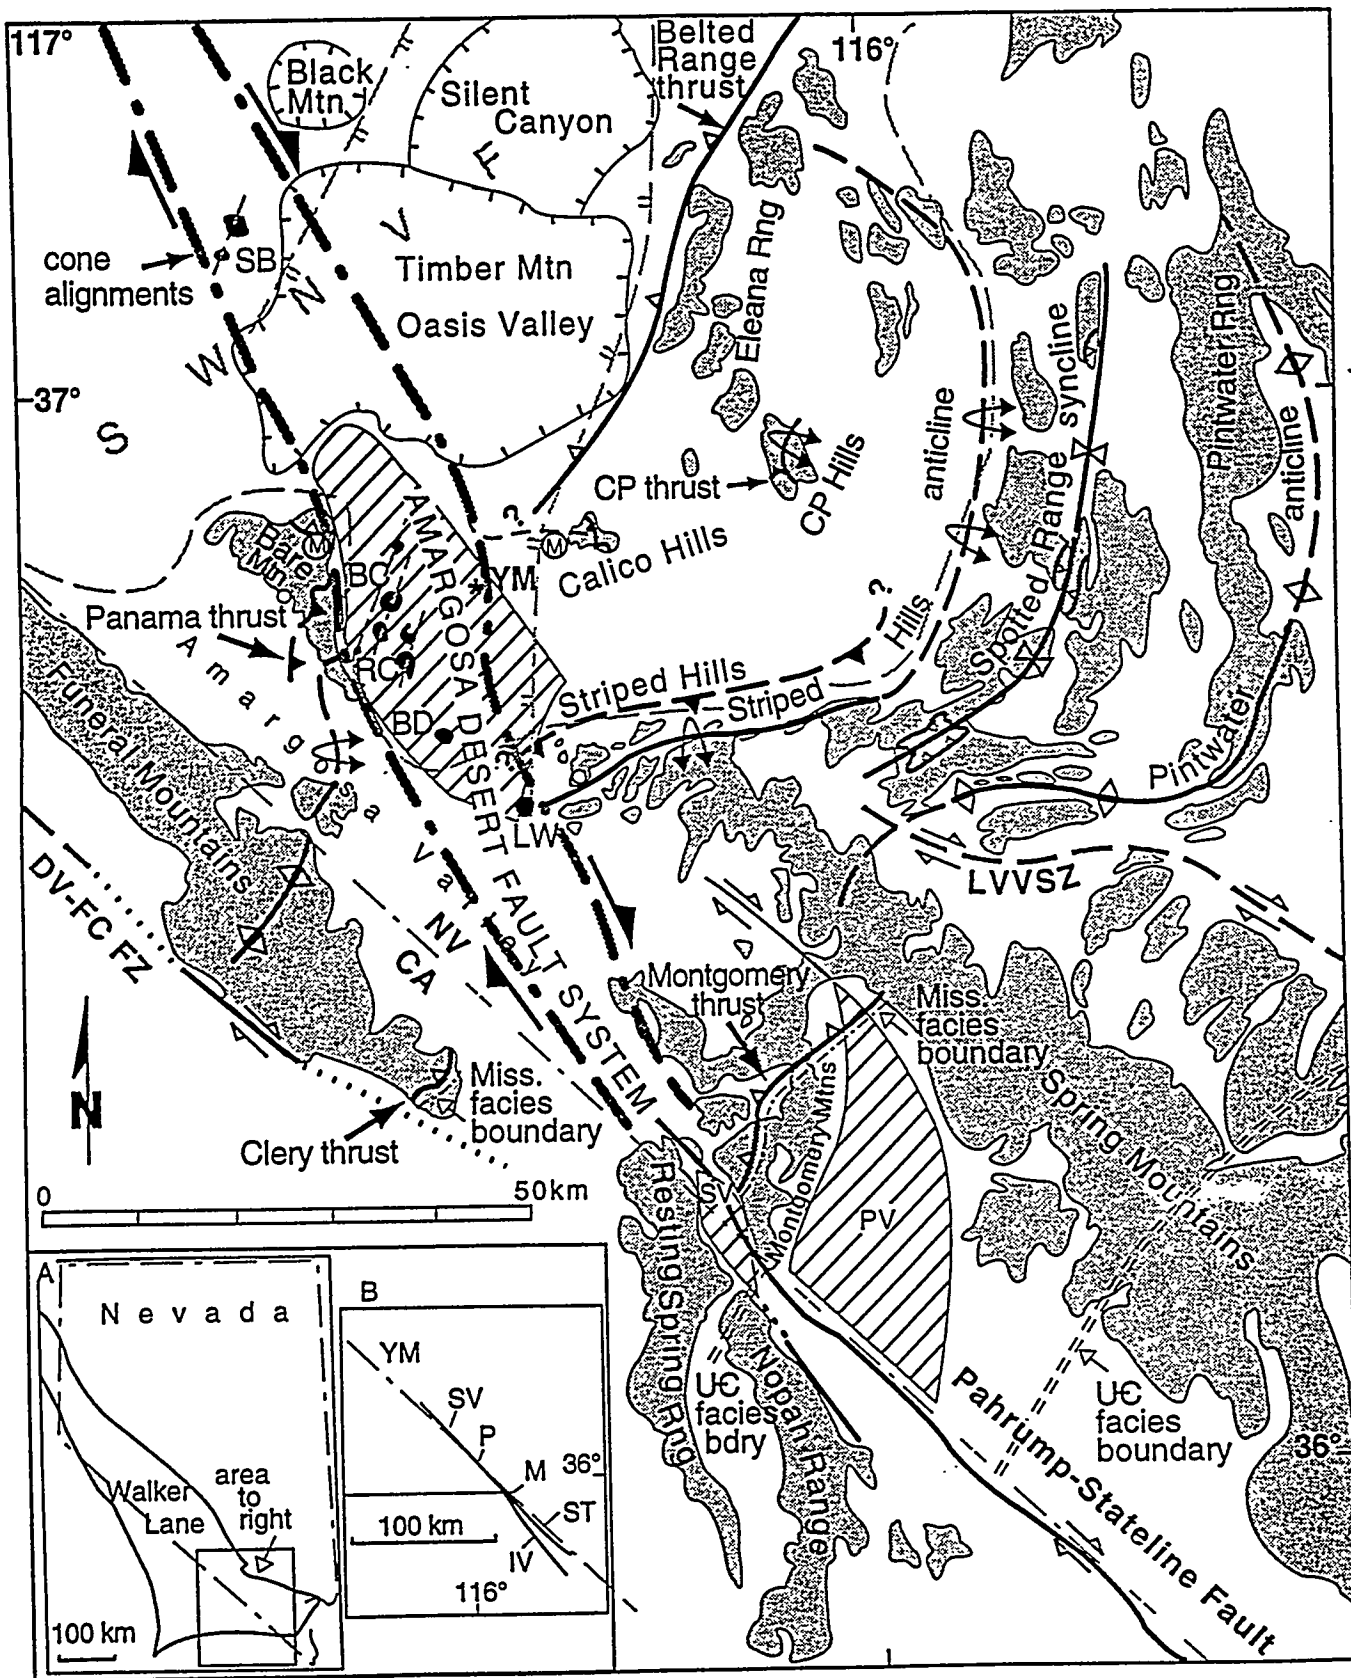 117°
Black
Mtn
Silent
Canyon
Belted
Range
thrust
116°
cone
alignments
SB
S W N V F
Timber Mtn
Oasis Valley
Eleana Rng
37°
CP thrust
CP Hills
anticline
Spotted Range syncline
Pintwater Rng
anticline
?
M
Calico Hills
M
Bare
Mtn
BC
YM
*
Panama thrust
RC
BD
LW
?
Striped Hills
Striped
Hills
?
Pintwater
LVVSZ
AMARGOSA DESERT FAULT SYSTEM
Amargosa Valley
Funeral Mountains
DV-FC FZ
NV
CA
N
Montgomery
thrust
Miss.
facies
boundary
Miss.
facies
boundary
Clery thrust
Montgomery Mtns
Spring Mountains
SV
PV
Resting Spring Rng
Nopah Range
UЄ
facies
bdry
UЄ
facies
boundary
36°
Pahrump-Stateline Fault
0
50km
A
Nevada
Walker
Lane
area
to
right
100 km
B
YM
SV
P
M
36°
ST
IV
100 km
116°